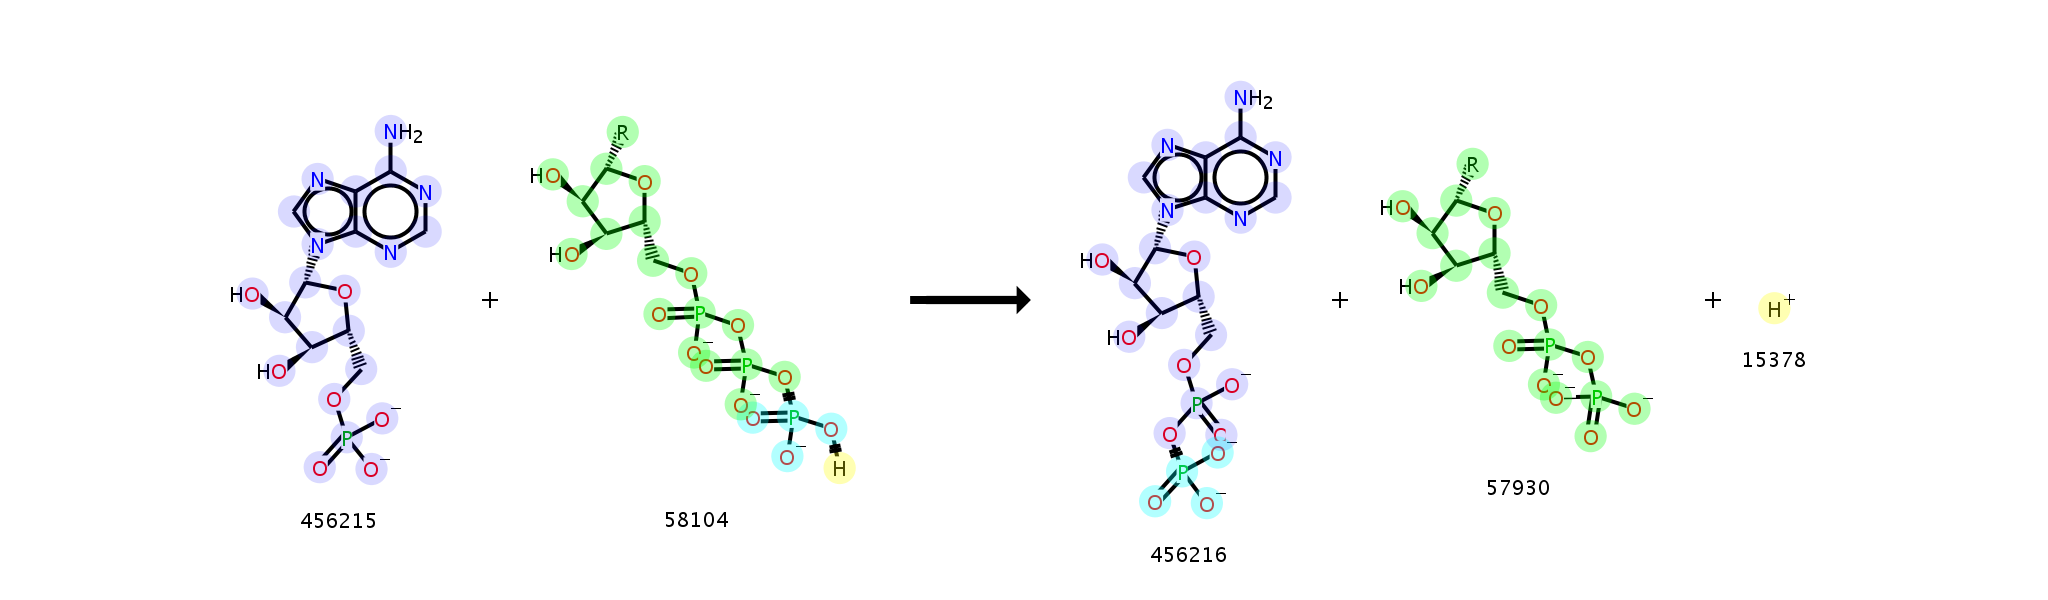 NH2
N N N N
HO O
HO
O
O−
P
O O−
456215
+
R
HO O
HO
O
O P O
O− O P O
O− O P O
O− H
58104
NH2
N N N N
HO O
HO
O O−
P
O O
O−
P
O O−
456216
+
R
HO O
HO
O
O P O
O− O− P O−
O
57930
+
H+
15378